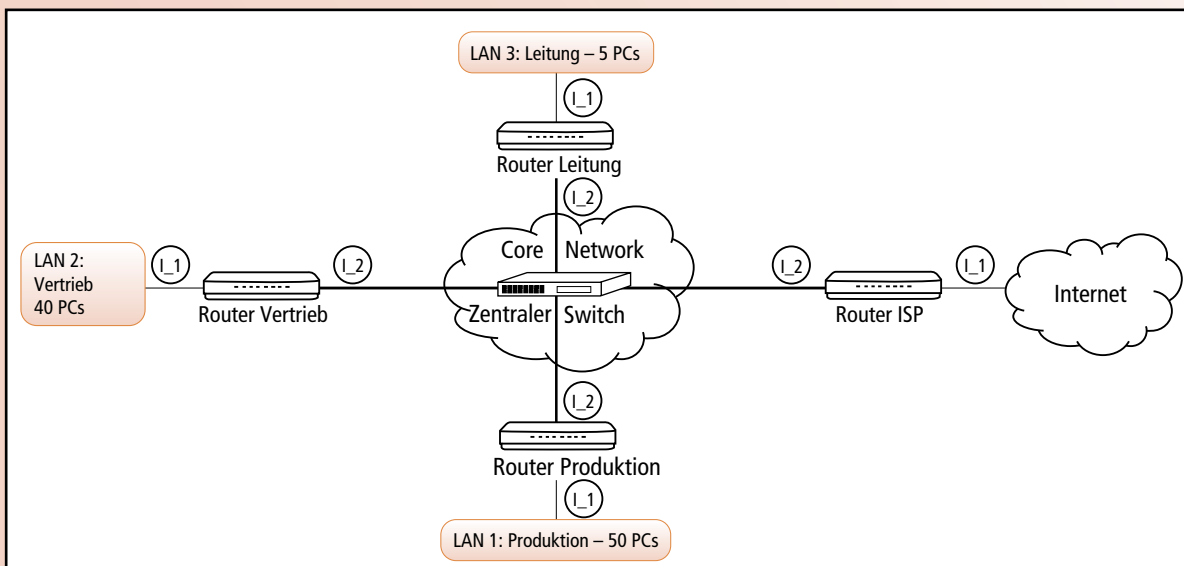 LAN 3: Leitung – 5 PCs
I_1
Router Leitung
I_2
Core Network
LAN 2:
Vertrieb
40 PCs
I_1
I_2
Router Vertrieb
Zentraler Switch
I_2
I_1
Router ISP
Internet
I_2
Router Produktion
I_1
LAN 1: Produktion – 50 PCs